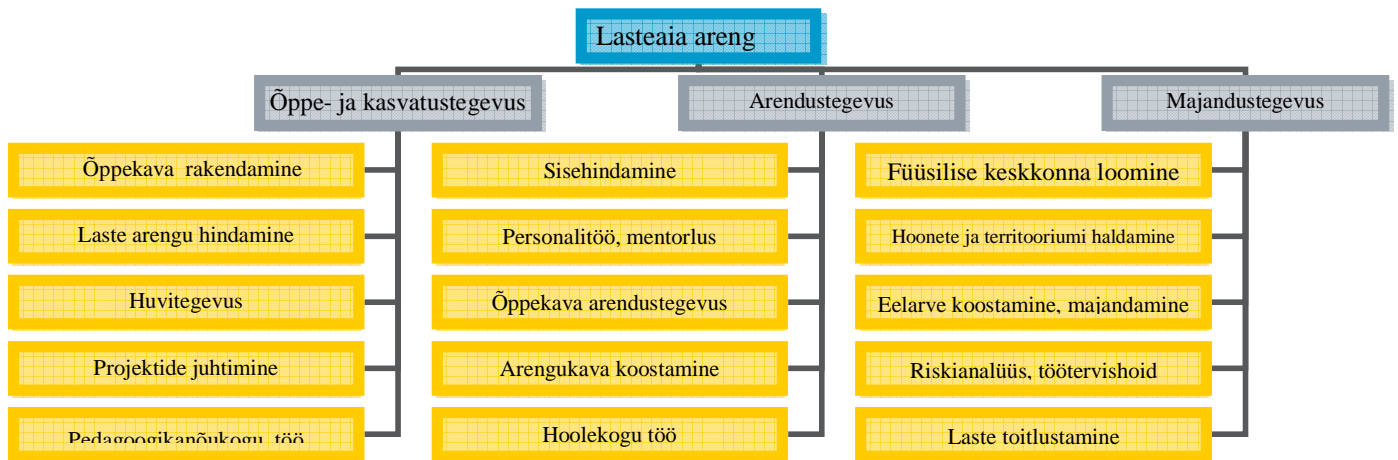 Lasteaia areng
Õppe- ja kasvatustegevus
Arendustegevus
Majandustegevus
Õppekava rakendamine
Sisehindamine
Füüsilise keskkonna loomine
Laste arengu hindamine
Personalitöö, mentorlus
Hoonete ja territooriumi haldamine
Huvitegevus
Õppekava arendustegevus
Eelarve koostamine, majandamine
Projektide juhtimine
Arengukava koostamine
Riskianalüüs, töötervishoid
Pedagoogikanõukogu töö
Hoolekogu töö
Laste toitlustamine